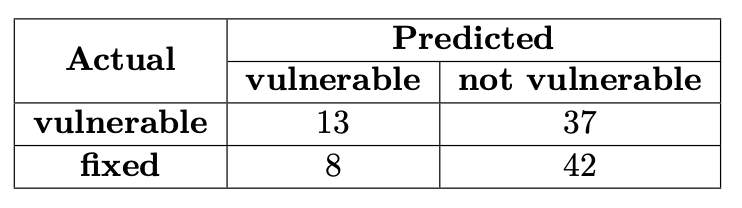 Actual Predicted
vulnerable not vulnerable
vulnerable 13 37
fixed 8 42